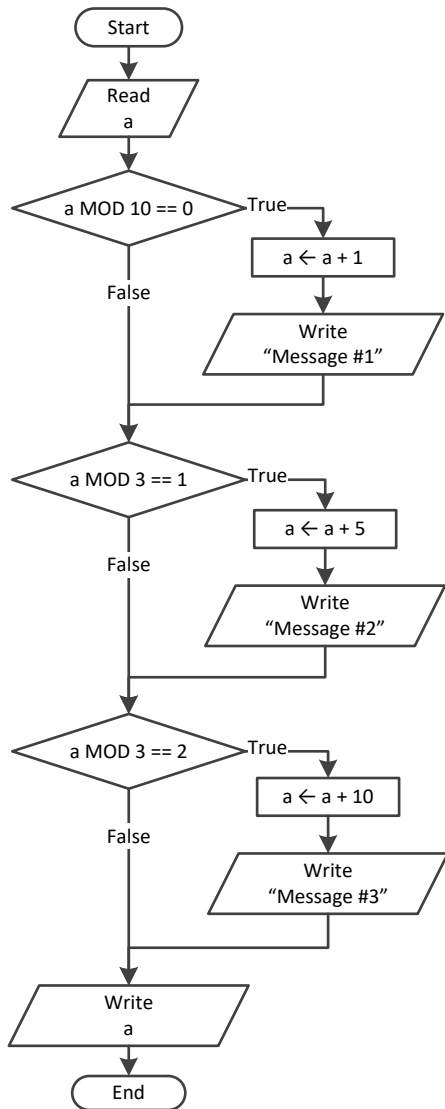 Start
Read
a
a MOD 10 == 0
True
a ← a + 1
False
Write
“Message #1”
a MOD 3 == 1
True
a ← a + 5
False
Write
“Message #2”
a MOD 3 == 2
True
a ← a + 10
False
Write
“Message #3”
Write
a
End